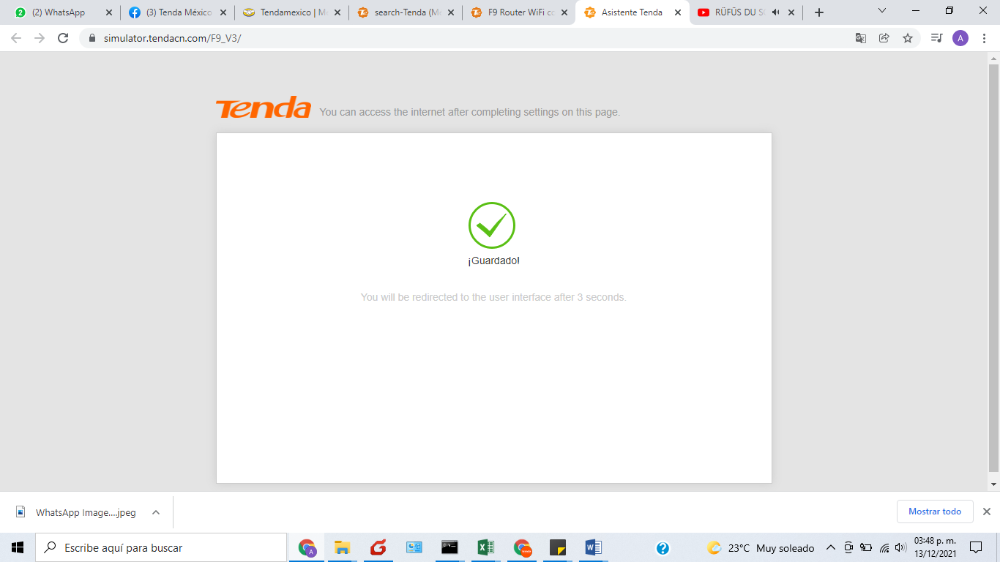 (2) WhatsApp
(3) Tenda México
Tendamexico | M
search-Tenda (M
F9 Router WiFi co
Asistente Tenda
RÜFÜS DU SO
simulator.tendacn.com/F9_V3/
A
Tenda You can access the internet after completing settings on this page.
¡Guardado!
You will be redirected to the user interface after 3 seconds.
WhatsApp Image....jpeg
Mostrar todo
Escribe aquí para buscar
23°C Muy soleado
03:48 p. m.
13/12/2021